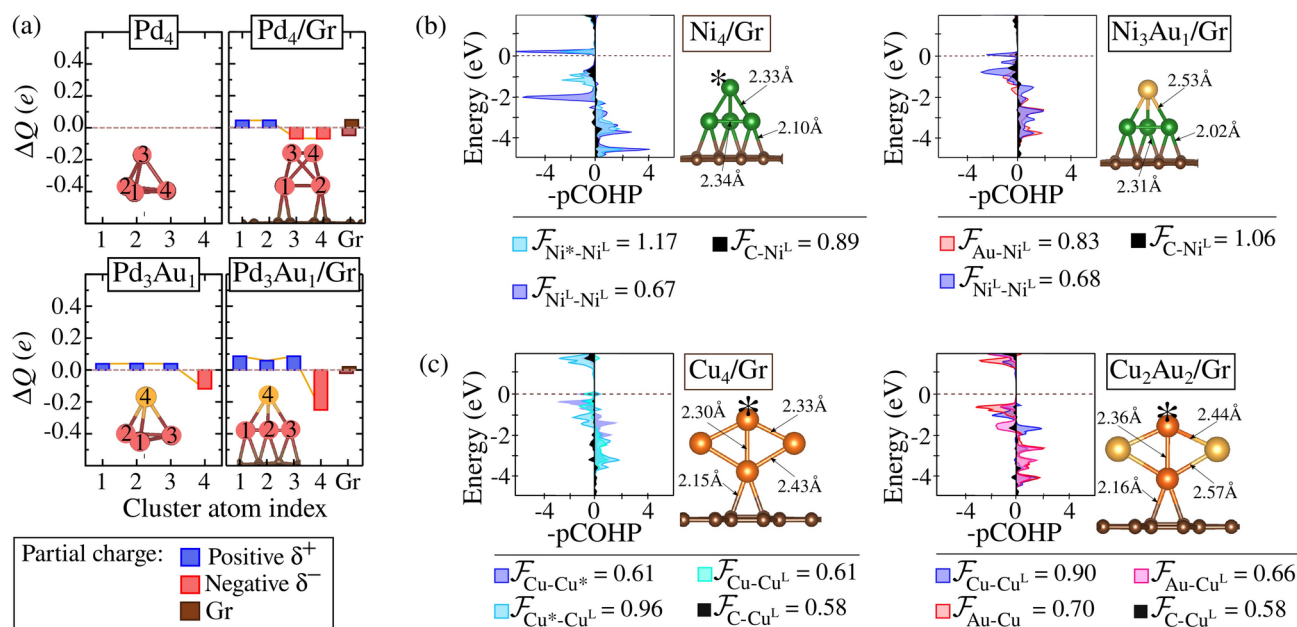 (a)
Pd₄
Pd₄/Gr
ΔQ (e)
0.4
0.2
0.0
-0.2
-0.4
3
2
1
4
3
4
1
2
1 2 3 4
1 2 3 4 Gr
Pd₃Au₁
Pd₃Au₁/Gr
ΔQ (e)
0.4
0.2
0.0
-0.2
-0.4
4
2
1
3
4
1
2
3
1 2 3 4
1 2 3 4 Gr
Cluster atom index
Partial charge:
Positive δ⁺
Negative δ⁻
Gr
(b)
Energy (eV)
2
0
-2
-4
-4 0 4
-pCOHP
Ni₄/Gr
*
2.33Å
2.10Å
2.34Å
ℱNi*-Niᴸ = 1.17
ℱC-Niᴸ = 0.89
ℱNiᴸ-Niᴸ = 0.67
Energy (eV)
2
0
-2
-4
-4 0 4
-pCOHP
Ni₃Au₁/Gr
2.53Å
2.02Å
2.31Å
ℱAu-Niᴸ = 0.83
ℱC-Niᴸ = 1.06
ℱNiᴸ-Niᴸ = 0.68
(c)
Energy (eV)
2
0
-2
-4
-4 0 4
-pCOHP
Cu₄/Gr
*
2.30Å
2.33Å
2.15Å
2.43Å
ℱCu-Cu* = 0.61
ℱCu-Cuᴸ = 0.61
ℱCu*-Cuᴸ = 0.96
ℱC-Cuᴸ = 0.58
Energy (eV)
2
0
-2
-4
-4 0 4
-pCOHP
Cu₂Au₂/Gr
*
2.36Å
2.44Å
2.16Å
2.57Å
ℱCu-Cuᴸ = 0.90
ℱAu-Cuᴸ = 0.66
ℱAu-Cu = 0.70
ℱC-Cuᴸ = 0.58